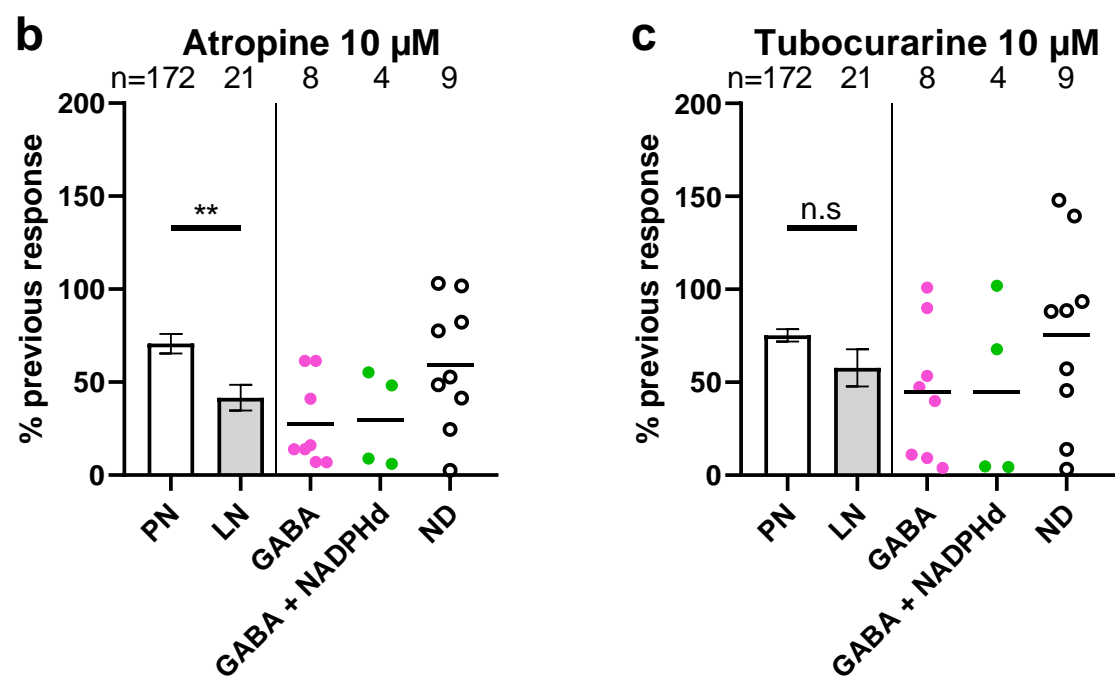 b
Atropine 10 µM
n=172 21 8 4 9
% previous response
200
150
100
50
0
**
PN
LN
GABA
GABA + NADPHd
ND
c
Tubocurarine 10 µM
n=172 21 8 4 9
% previous response
200
150
100
50
0
n.s
PN
LN
GABA
GABA + NADPHd
ND